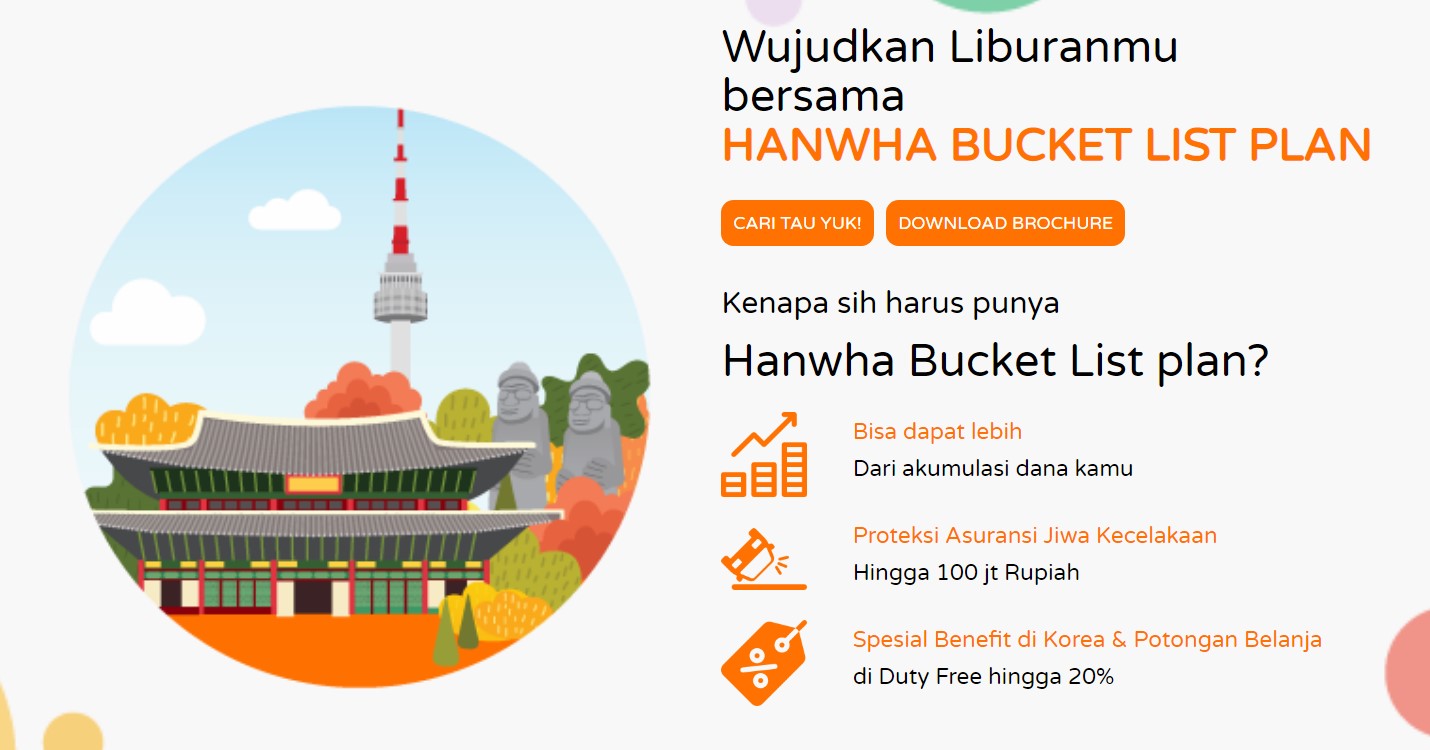 Wujudkan Liburanmu
bersama
HANWHA BUCKET LIST PLAN
CARI TAU YUK!
DOWNLOAD BROCHURE
Kenapa sih harus punya
Hanwha Bucket List plan?
Bisa dapat lebih
Dari akumulasi dana kamu
Proteksi Asuransi Jiwa Kecelakaan
Hingga 100 jt Rupiah
Spesial Benefit di Korea & Potongan Belanja
di Duty Free hingga 20%